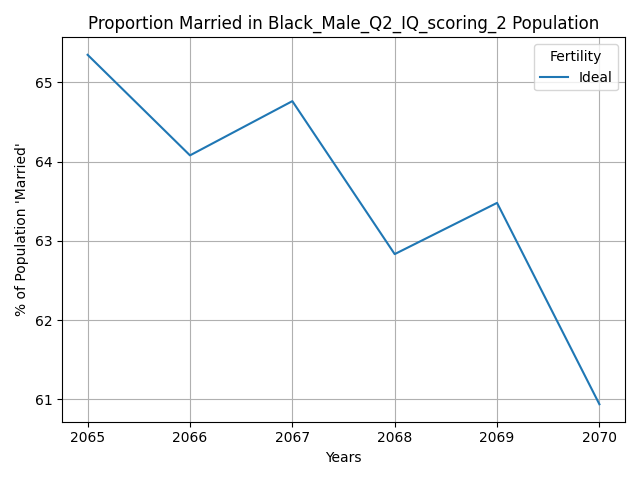 Proportion Married in Black_Male_Q2_IQ_scoring_2 Population
Fertility
Ideal
% of Population 'Married'
65
64
63
62
61
2065 2066 2067 2068 2069 2070
Years